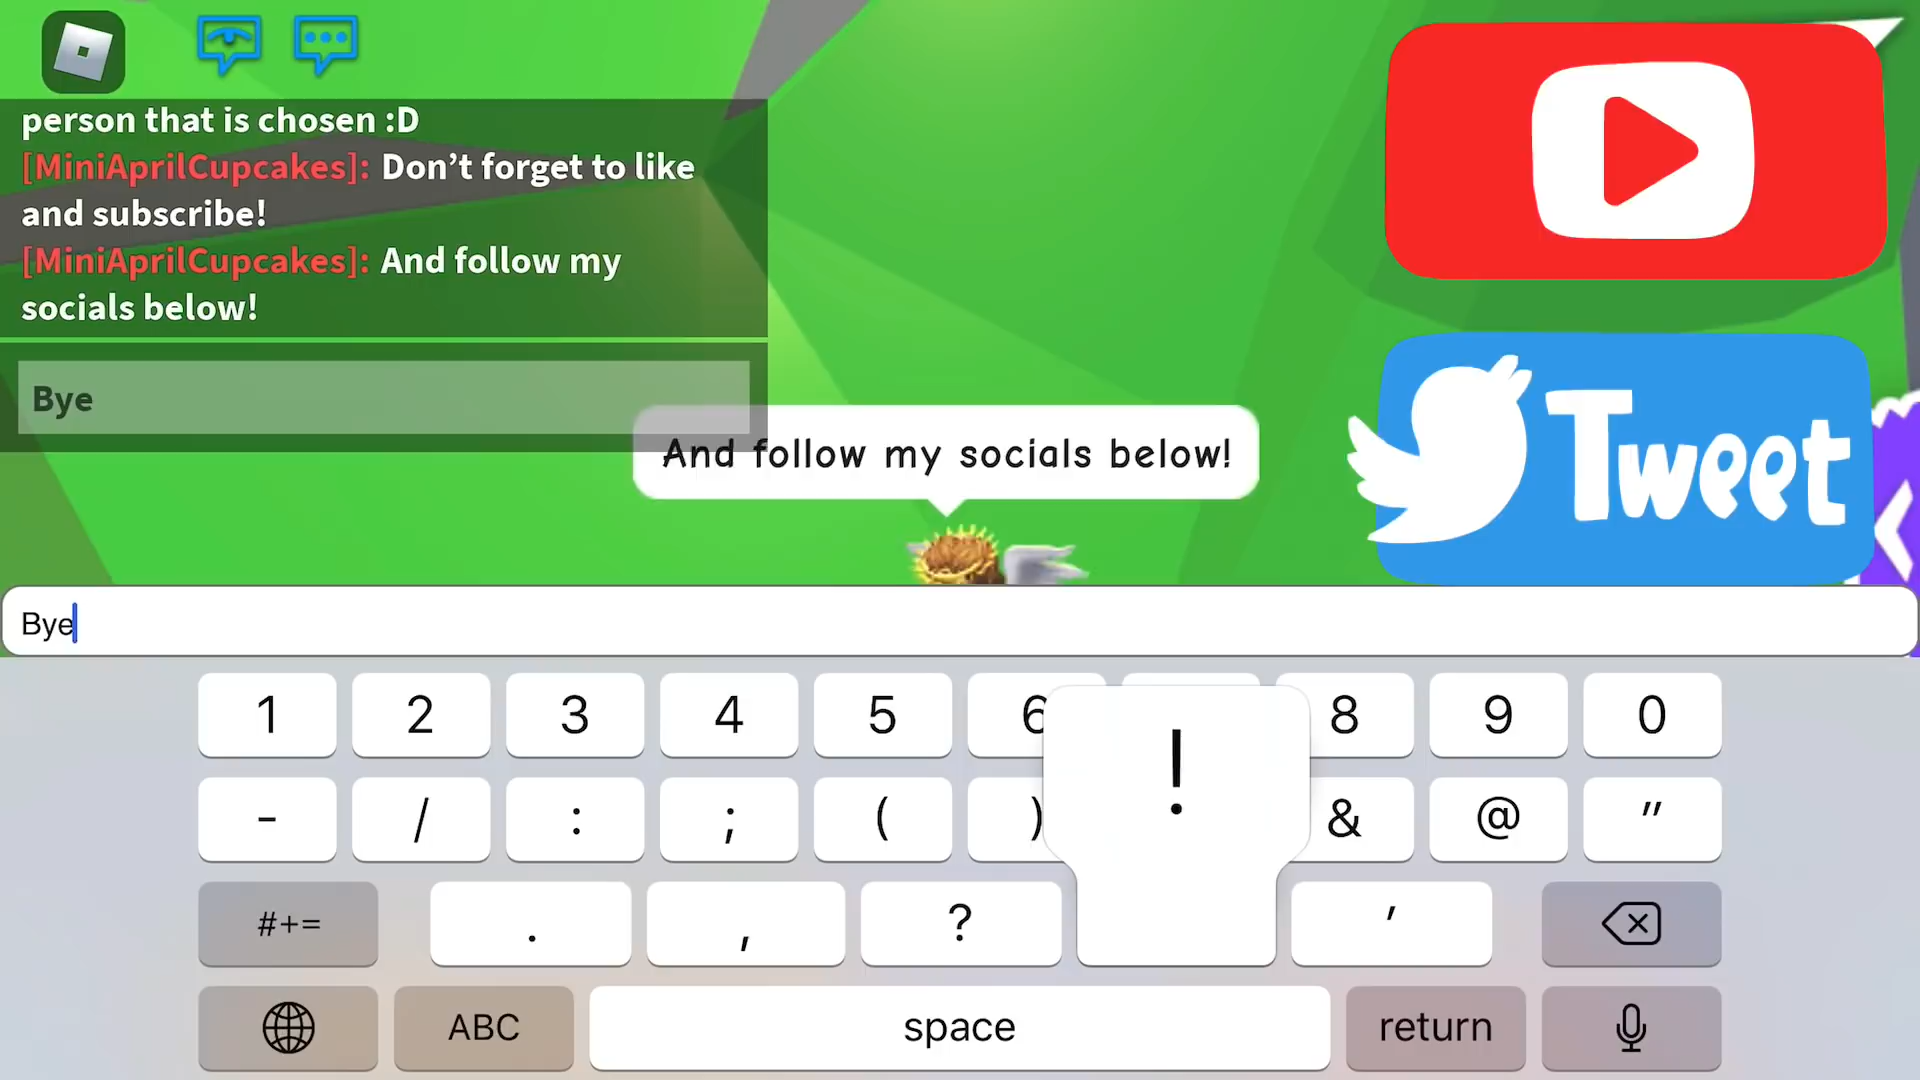 person that is chosen :D
[MiniAprilCupcakes]: Don’t forget to like
and subscribe!
[MiniAprilCupcakes]: And follow my
socials below!
Bye
And follow my socials below!
Tweet
Bye
1 2 3 4 5 6 8 9 0
- / : ; ( ) ! & @ "
#+= . , ? '
ABC space return